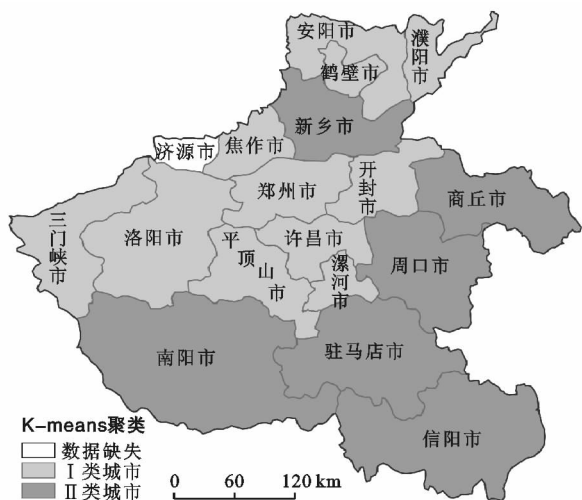 安阳市
濮阳市
鹤壁市
新乡市
济源市
焦作市
郑州市
开封市
商丘市
三门峡市
洛阳市
平顶山市
许昌市
漯河市
周口市
南阳市
驻马店市
信阳市
K-means聚类
数据缺失
Ⅰ类城市
Ⅱ类城市
0 60 120 km